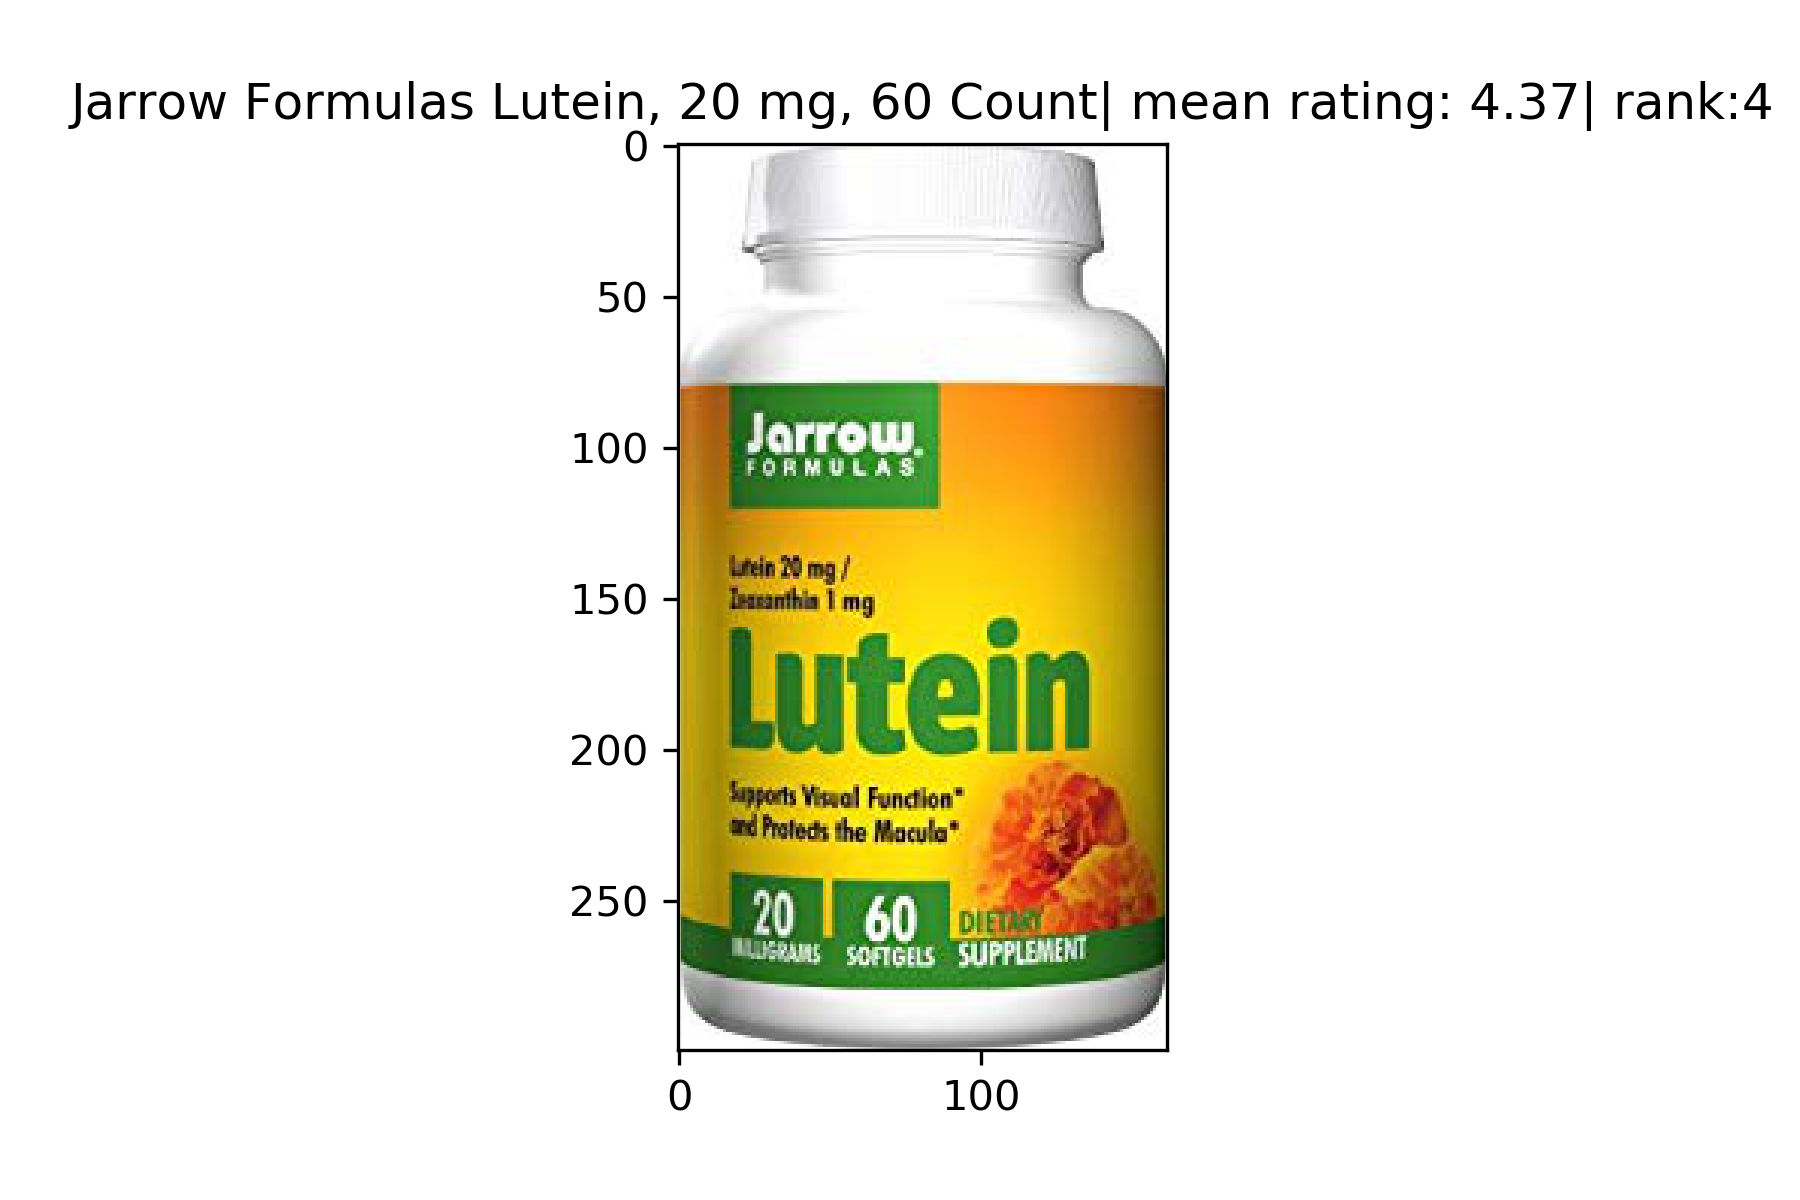 Jarrow Formulas Lutein, 20 mg, 60 Count| mean rating: 4.37| rank:4
0
50
100
150
200
250
0
100
Jarrow.
FORMULAS
Lutein 20 mg /
Zeaxanthin 1 mg
Lutein
Supports Visual Function*
and Protects the Macula*
20
MILLIGRAMS
60
SOFTGELS
DIETARY
SUPPLEMENT